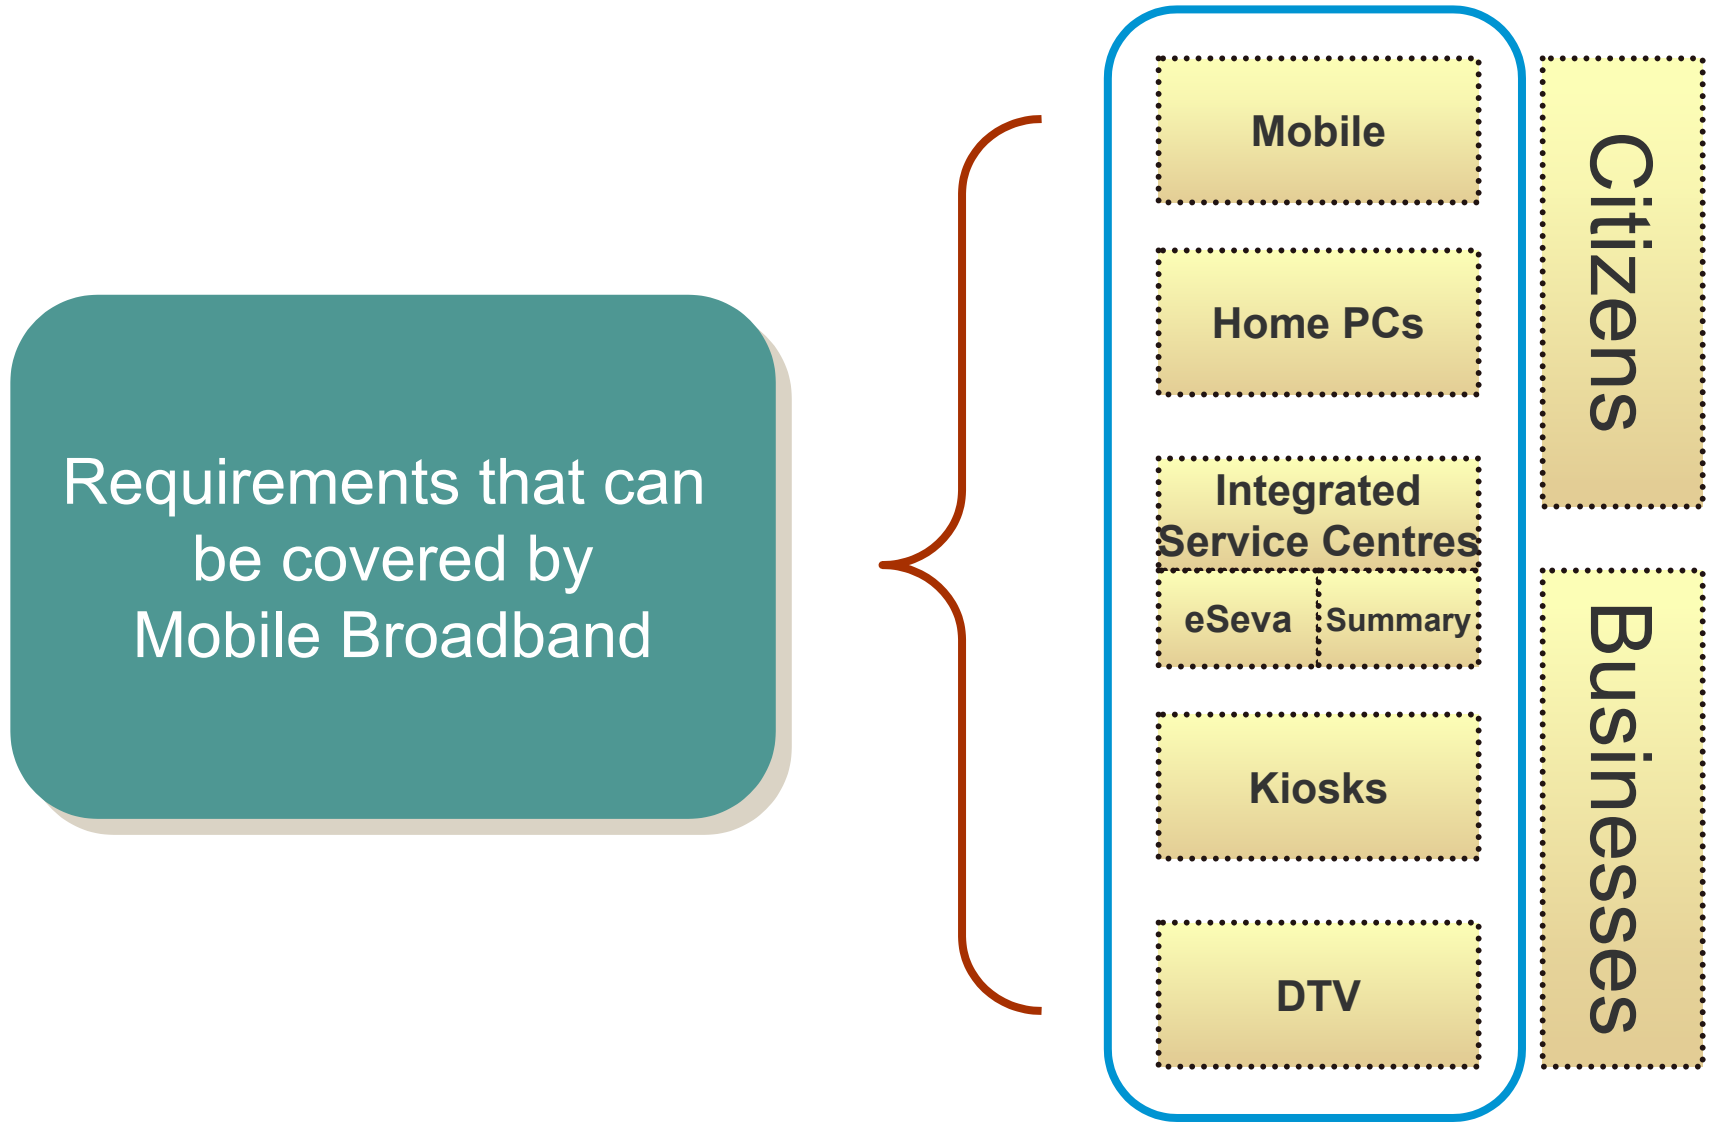 Requirements that can
be covered by
Mobile Broadband
Mobile
Home PCs
Integrated
Service Centres
eSeva
Summary
Kiosks
DTV
Citizens
Businesses